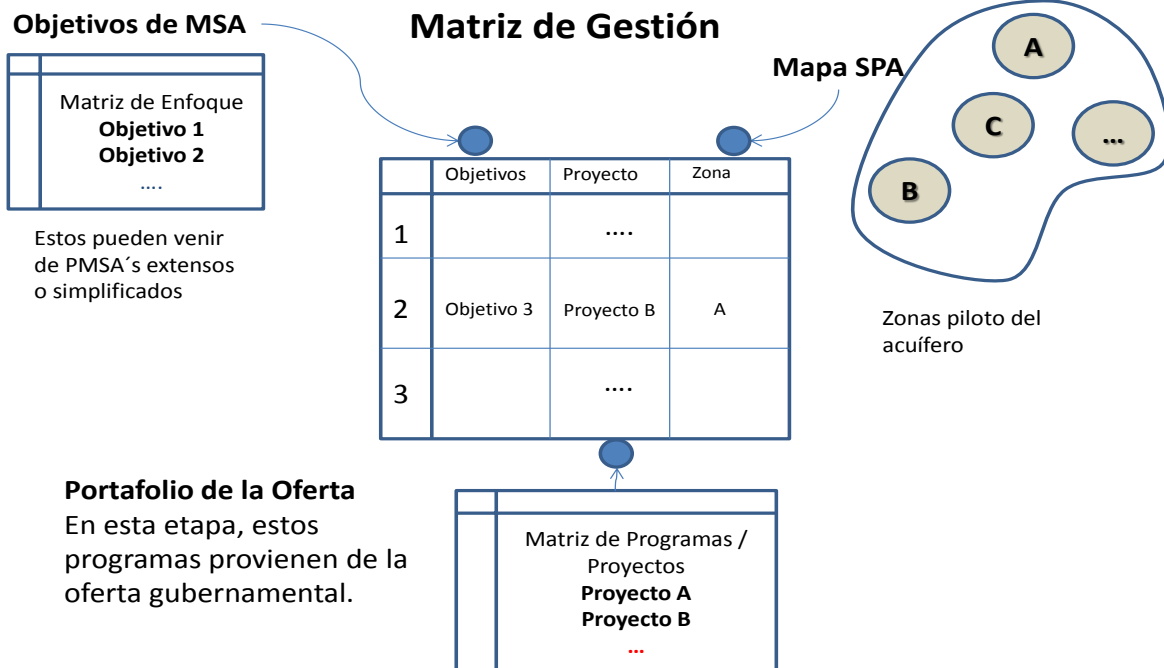 Objetivos de MSA
Matriz de Gestión
Mapa SPA
Matriz de Enfoque
Objetivo 1
Objetivo 2
....
Estos pueden venir
de PMSA´s extensos
o simplificados
A
C
...
B
Zonas piloto del
acuífero
Objetivos Proyecto Zona
1 ....
2 Objetivo 3 Proyecto B A
3 ....
Portafolio de la Oferta
En esta etapa, estos
programas provienen de la
oferta gubernamental.
Matriz de Programas /
Proyectos
Proyecto A
Proyecto B
...